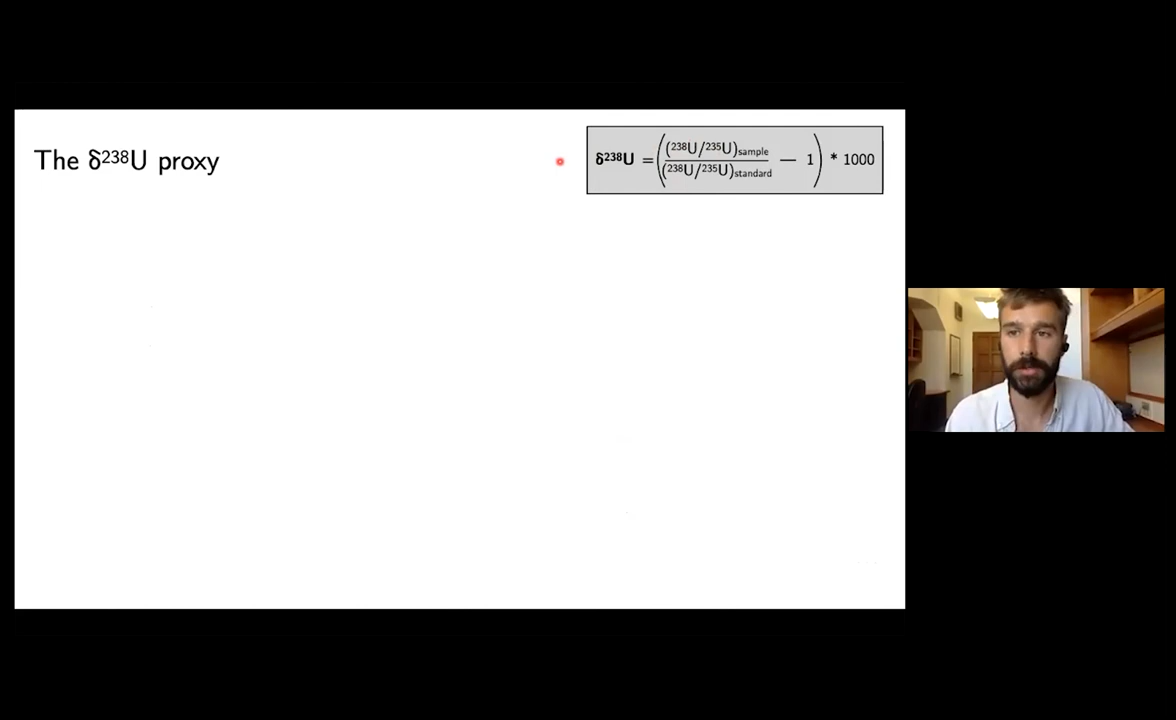 The δ²³⁸U proxy
δ²³⁸U = ( (²³⁸U/²³⁵U)sample / (²³⁸U/²³⁵U)standard — 1 ) * 1000